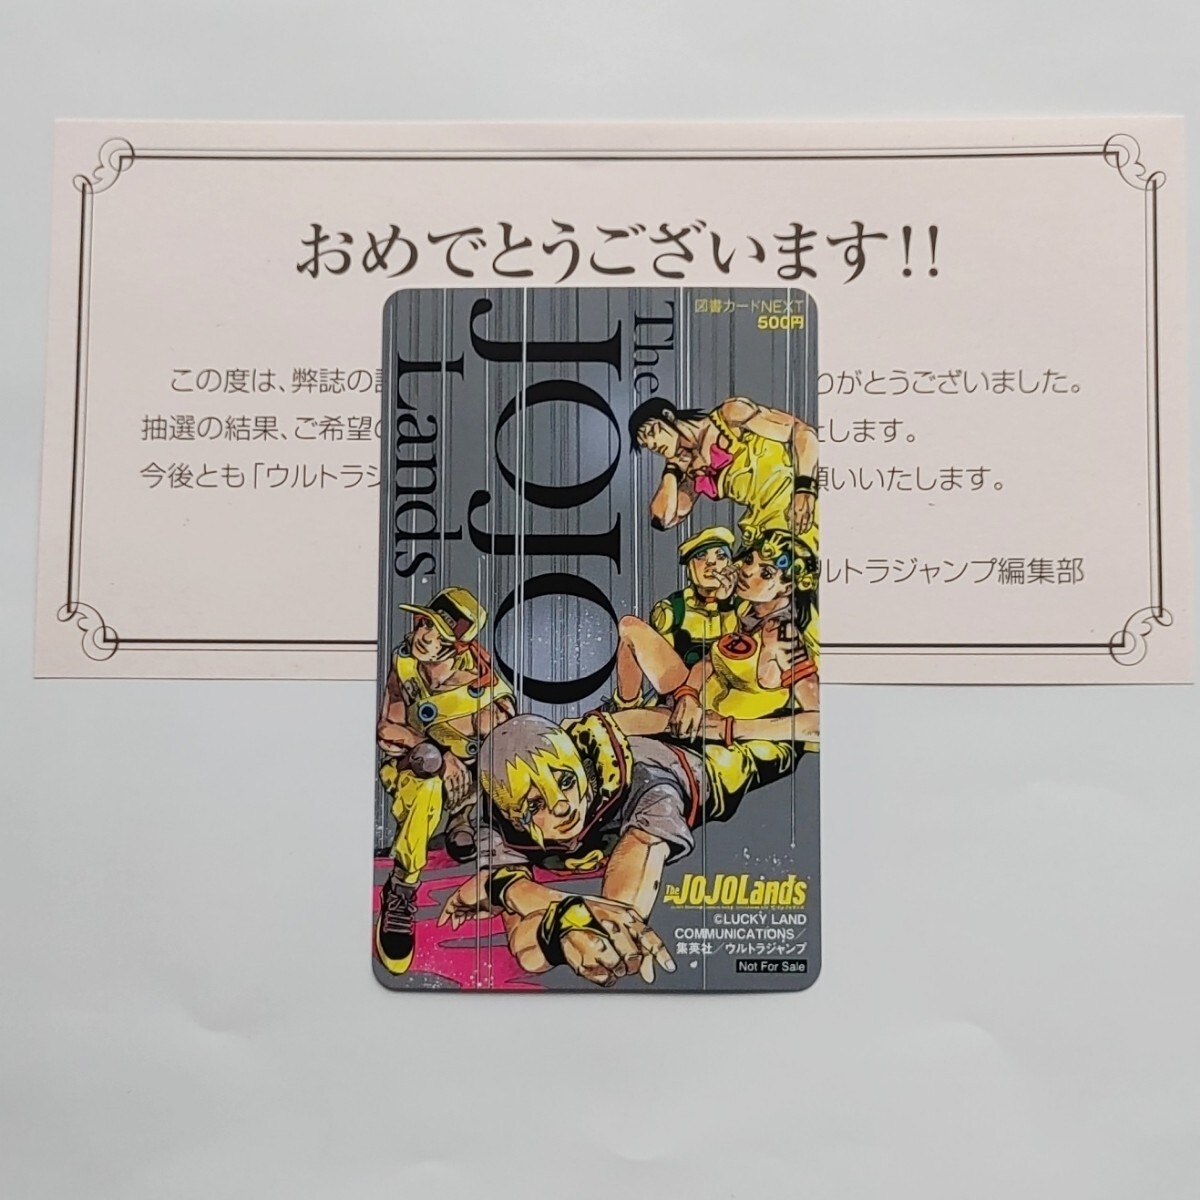 おめでとうございます!!
この度は、弊誌の
がとうございました。
抽選の結果、ご希望の
します。
今後とも「ウルトラジ
願いいたします。
ルトラジャンプ編集部
図書カードNEXT
500円
The
JOJO
Lands
The JOJOLands
©LUCKY LAND
COMMUNICATIONS/
集英社/ウルトラジャンプ
Not For Sale